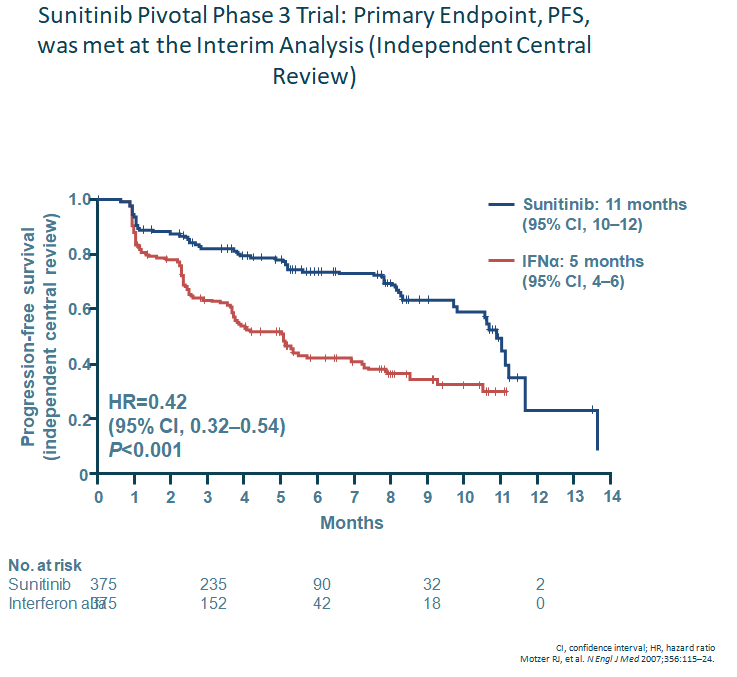 Sunitinib Pivotal Phase 3 Trial: Primary Endpoint, PFS,
was met at the Interim Analysis (Independent Central
Review)
Progression-free survival
(independent central review)
1.0
0.8
0.6
0.4
0.2
0
Sunitinib: 11 months
(95% CI, 10–12)
IFNα: 5 months
(95% CI, 4–6)
HR=0.42
(95% CI, 0.32–0.54)
P<0.001
0 1 2 3 4 5 6 7 8 9 10 11 12 13 14
Months
No. at risk
Sunitinib 375 235 90 32 2
Interferon alfa 375 152 42 18 0
CI, confidence interval; HR, hazard ratio
Motzer RJ, et al. N Engl J Med 2007;356:115–24.